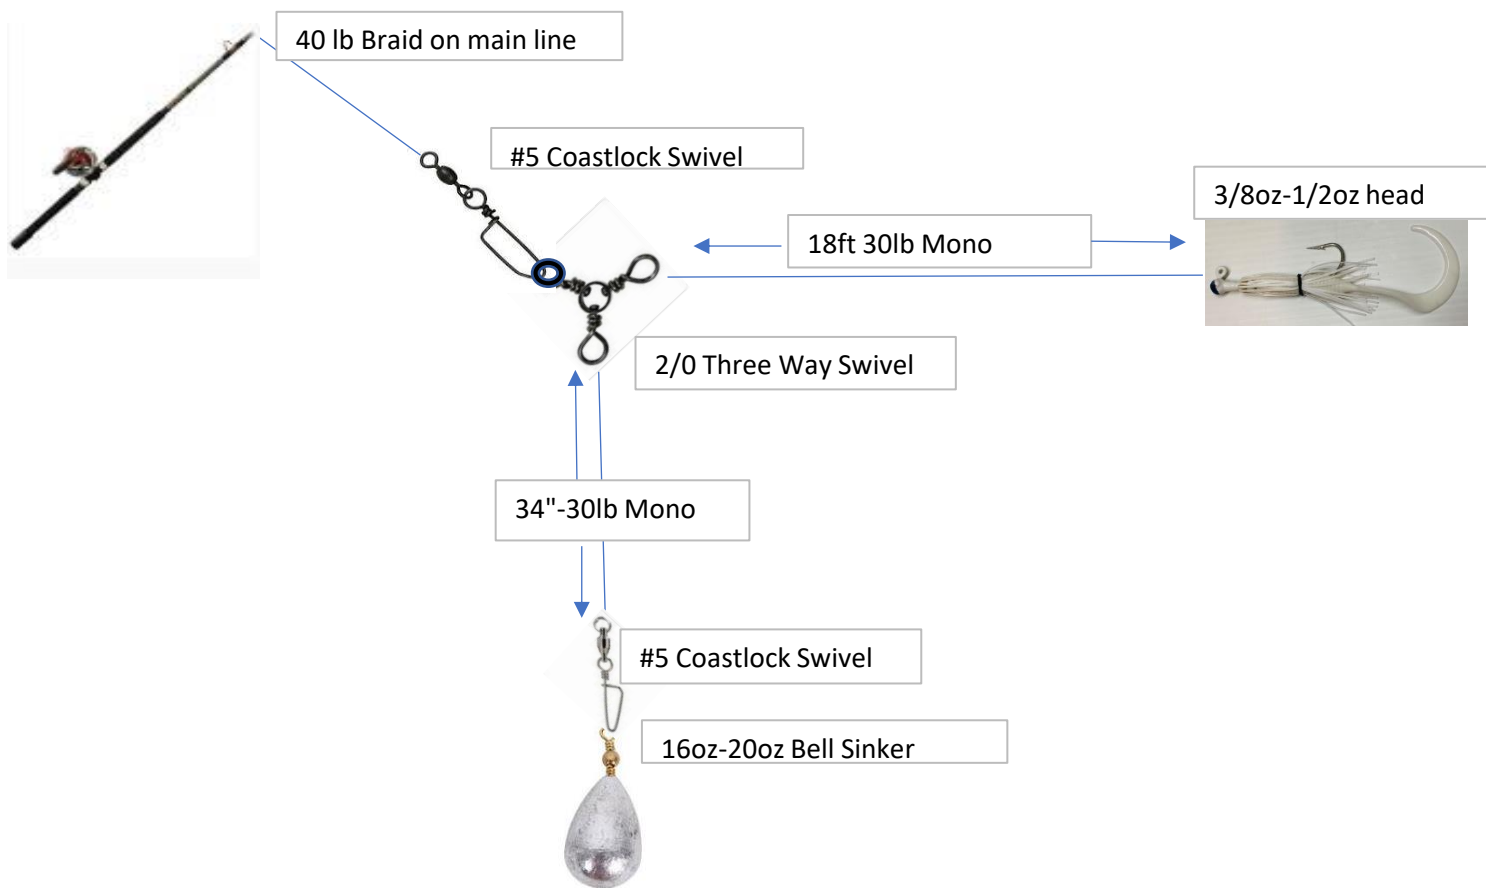 40 lb Braid on main line
#5 Coastlock Swivel
3/8oz-1/2oz head
18ft 30lb Mono
2/0 Three Way Swivel
34"-30lb Mono
#5 Coastlock Swivel
16oz-20oz Bell Sinker